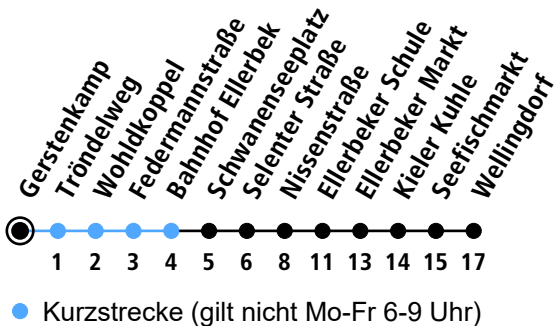 Gerstenkamp
Tröndelweg
Wohldkoppel
Federmannstraße
Bahnhof Ellerbek
Schwanenseeplatz
Selenter Straße
Nissenstraße
Ellerbeker Schule
Ellerbeker Markt
Kieler Kuhle
Seefischmarkt
Wellingdorf
1 2 3 4 5 6 8 11 13 14 15 17
Kurzstrecke (gilt nicht Mo-Fr 6-9 Uhr)